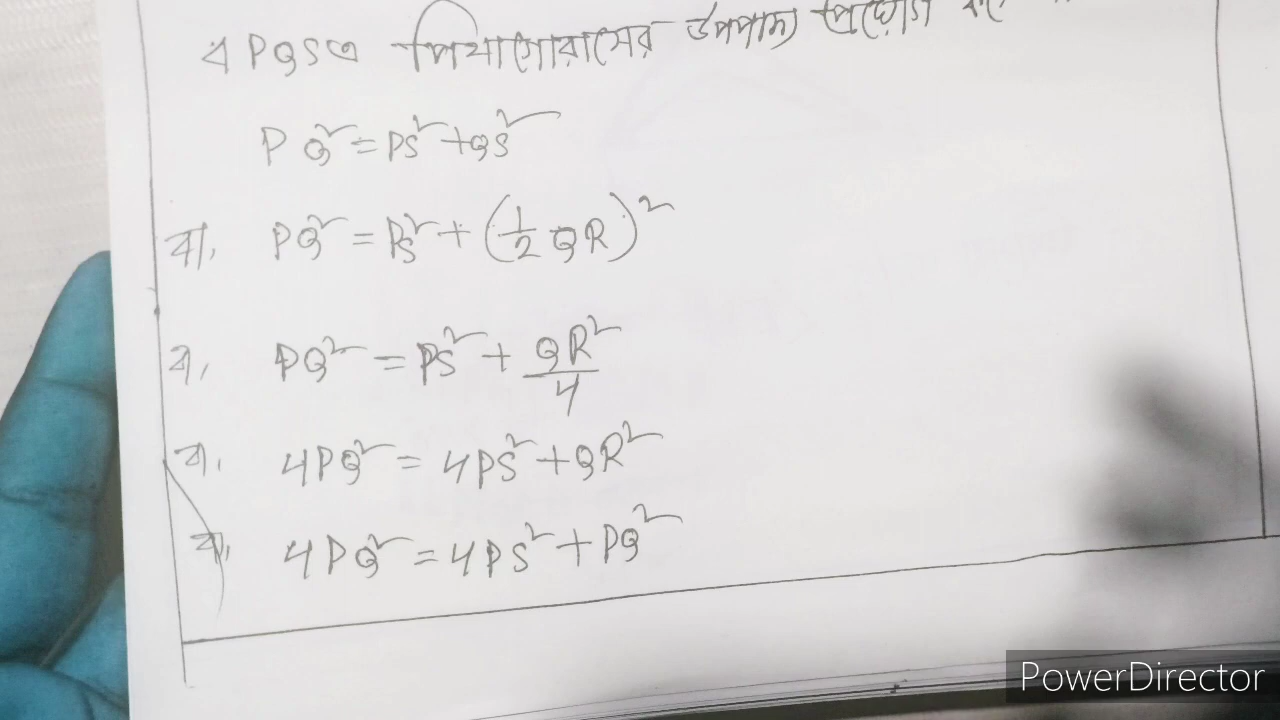 △PQS এ পিথাগোরাসের উপপাদ্য প্রয়োগ করে
PQ² = PS² + QS²
বা, PQ² = PS² + (1/2 QR)²
বা, PQ² = PS² + QR²/4
বা, 4PQ² = 4PS² + QR²
বা, 4PQ² = 4PS² + PQ²
PowerDirector